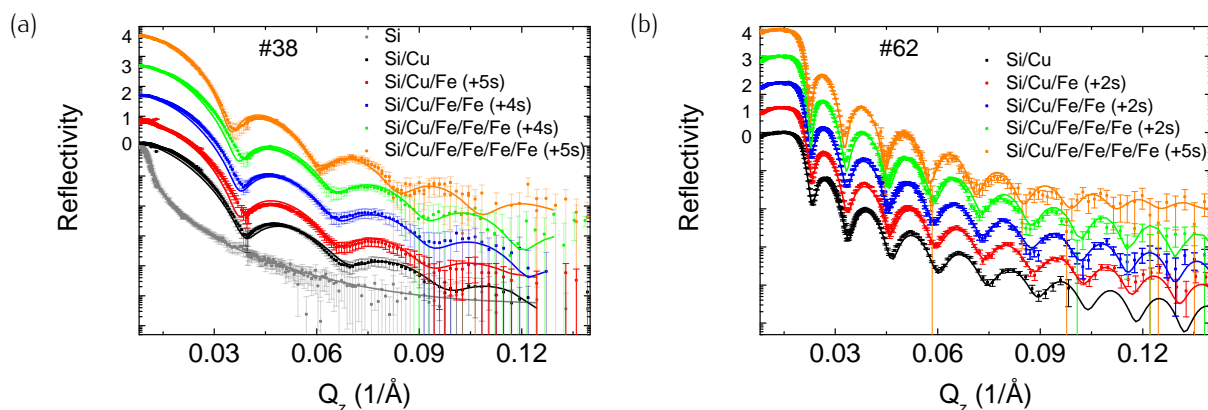 (a)
#38
Si
Si/Cu
Si/Cu/Fe (+5s)
Si/Cu/Fe/Fe (+4s)
Si/Cu/Fe/Fe/Fe (+4s)
Si/Cu/Fe/Fe/Fe/Fe (+5s)
4
3
2
1
0
Reflectivity
0.03 0.06 0.09 0.12
Q_z (1/Å)
(b)
#62
Si/Cu
Si/Cu/Fe (+2s)
Si/Cu/Fe/Fe (+2s)
Si/Cu/Fe/Fe/Fe (+2s)
Si/Cu/Fe/Fe/Fe/Fe (+5s)
4
3
2
1
0
Reflectivity
0.03 0.06 0.09 0.12
Q_z (1/Å)